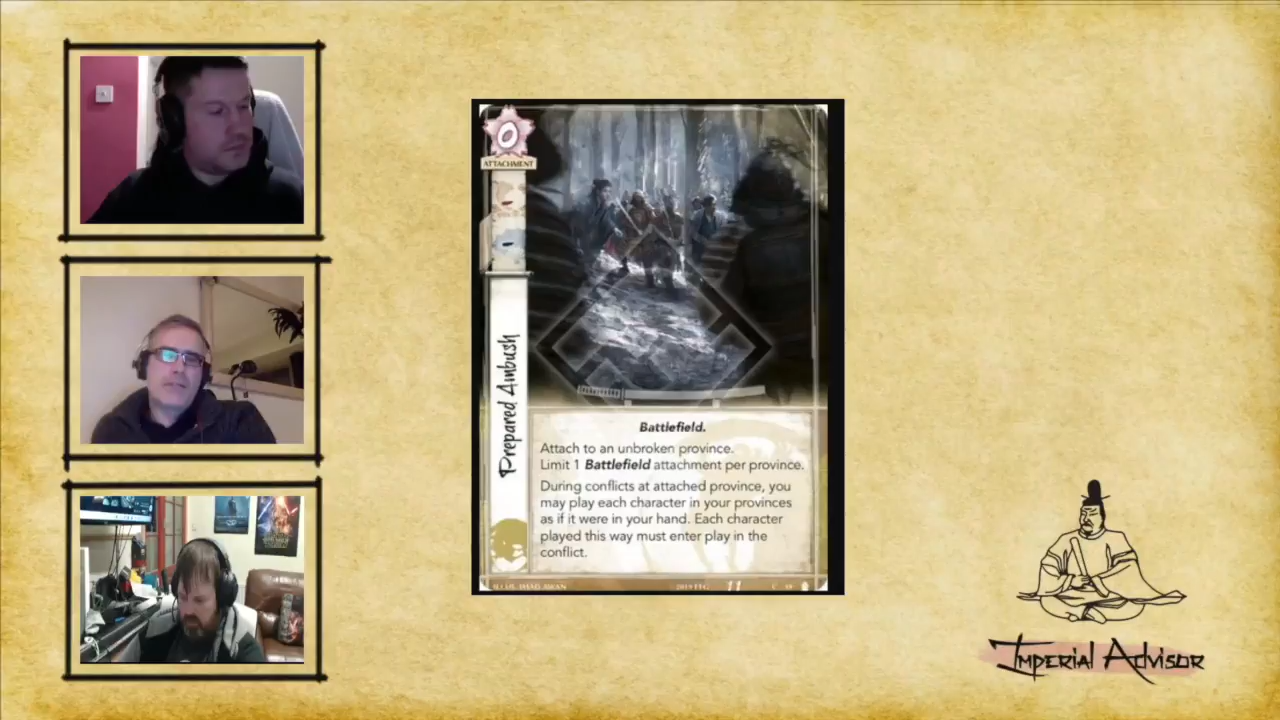 0
ATTACHMENT
Prepared Ambush
Battlefield.
Attach to an unbroken province.
Limit 1 Battlefield attachment per province.
During conflicts at attached province, you
may play each character in your provinces
as if it were in your hand. Each character
played this way must enter play in the
conflict.
Imperial Advisor